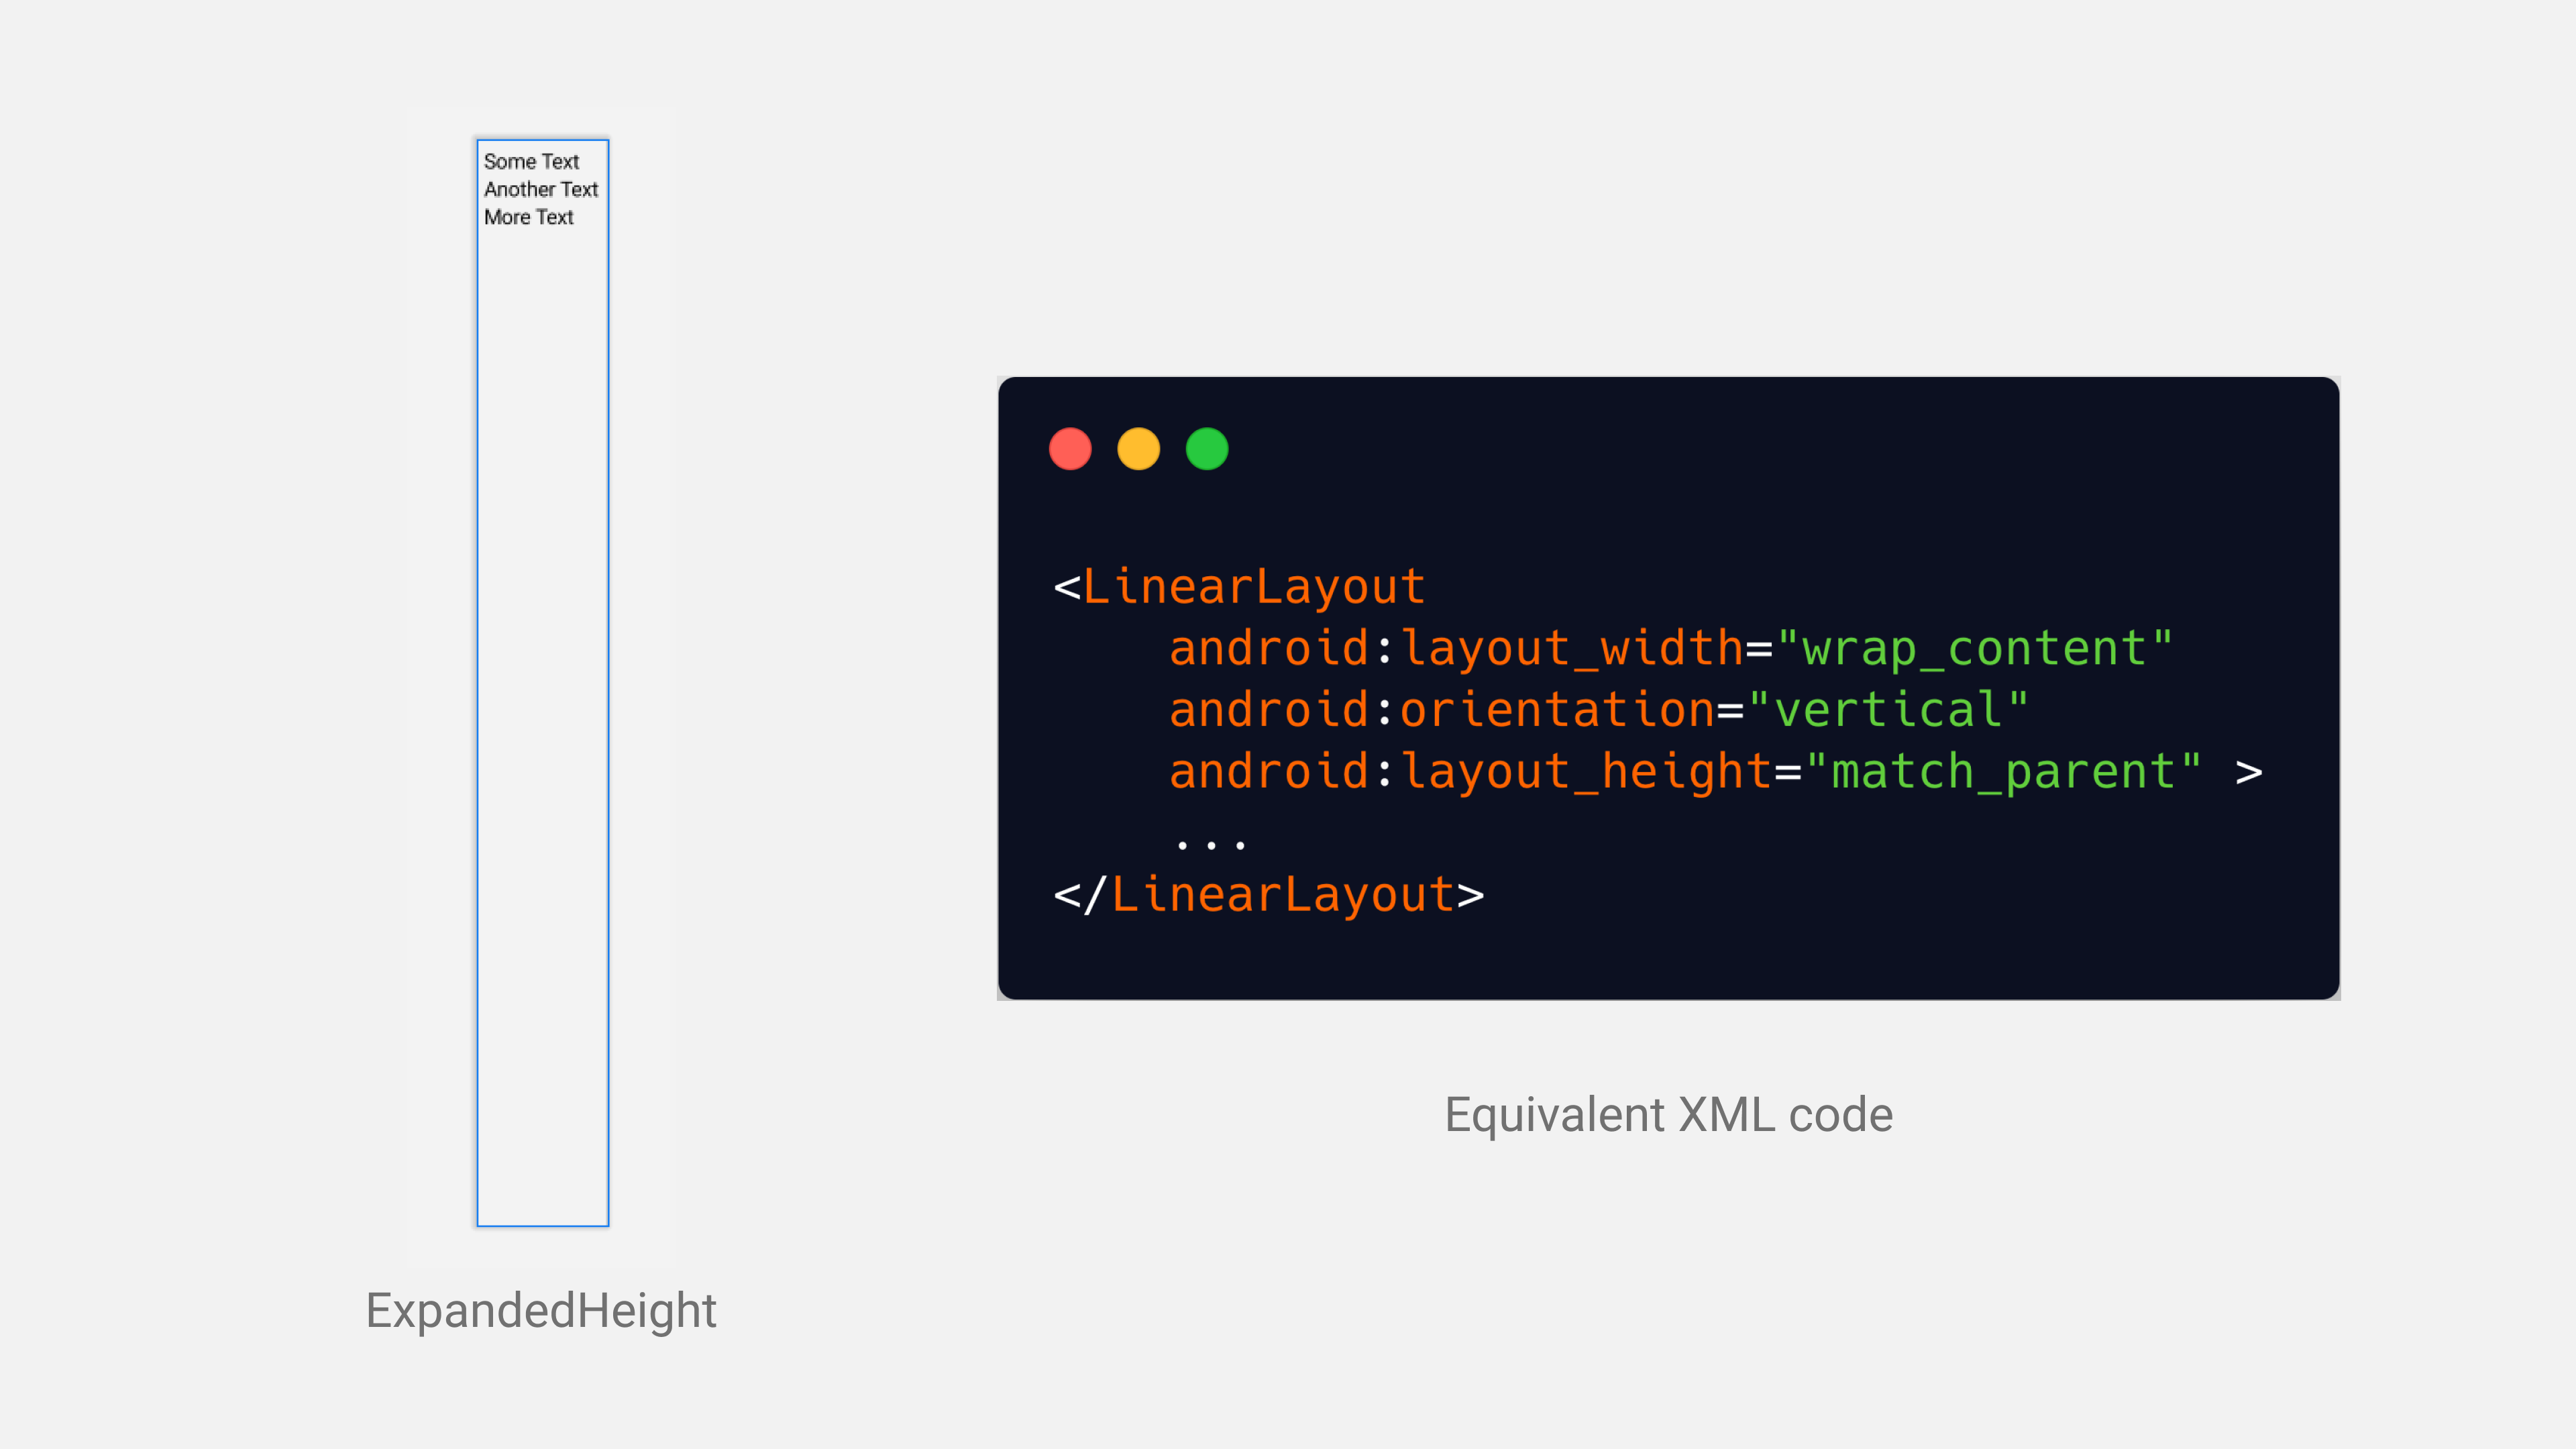 Some Text
Another Text
More Text
ExpandedHeight
<LinearLayout
android:layout_width="wrap_content"
android:orientation="vertical"
android:layout_height="match_parent" >
...
</LinearLayout>
Equivalent XML code